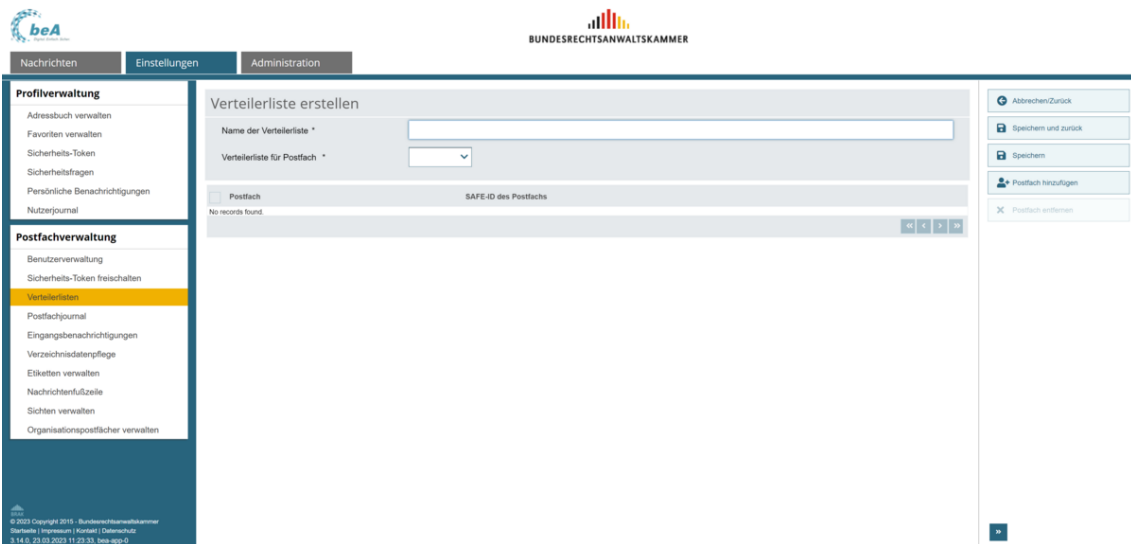 beA
BUNDESRECHTSANWALTSKAMMER
Nachrichten
Einstellungen
Administration
Profilverwaltung
Adressbuch verwalten
Favoriten verwalten
Sicherheits-Token
Sicherheitsfragen
Persönliche Benachrichtigungen
Nutzerjournal
Postfachverwaltung
Benutzerverwaltung
Sicherheits-Token freischalten
Verteilerlisten
Postfachjournal
Eingangsbenachrichtigungen
Verzeichnisdatenpflege
Etiketten verwalten
Nachrichtenfußzeile
Sichten verwalten
Organisationspostfächer verwalten
© 2023 Copyright 2015 - Bundesrechtsanwaltskammer
Startseite | Impressum | Kontakt | Datenschutz
3.14.0, 23.03.2023 11:23:33, bea-app-0
Verteilerliste erstellen
Name der Verteilerliste *
Verteilerliste für Postfach *
Postfach SAFE-ID des Postfachs
No records found.
Abbrechen/Zurück
Speichern und zurück
Speichern
Postfach hinzufügen
Postfach entfernen